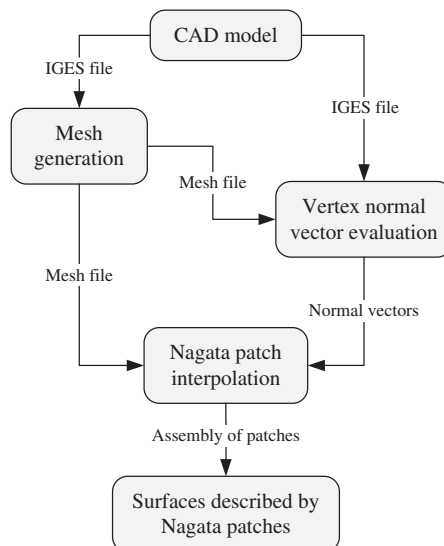 CAD model
IGES file
IGES file
Mesh
generation
Mesh file
Vertex normal
vector evaluation
Mesh file
Normal vectors
Nagata patch
interpolation
Assembly of patches
Surfaces described by
Nagata patches